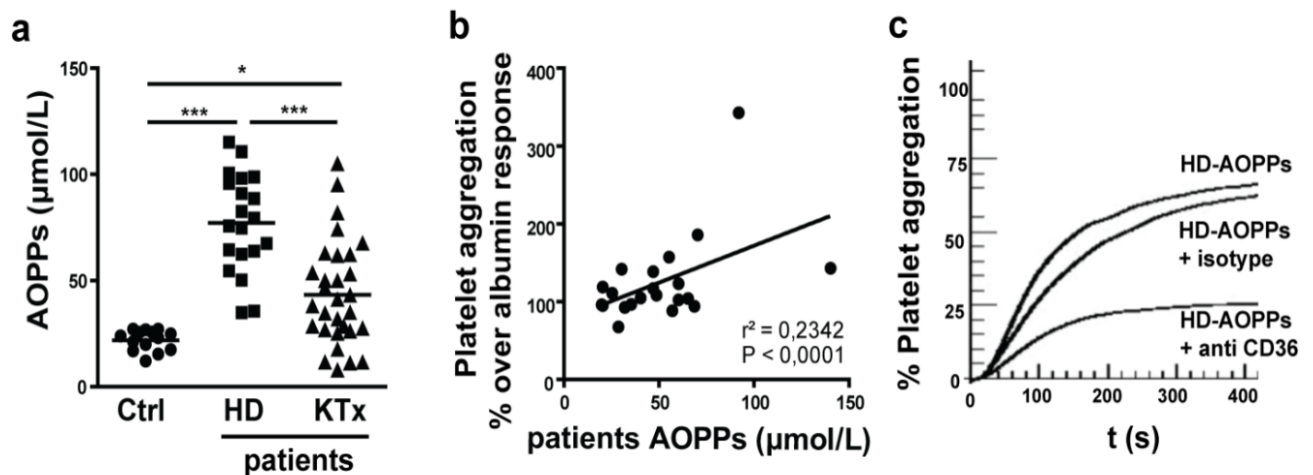 a
AOPPs (µmol/L)
150
100
50
0
*
***
***
Ctrl
HD
KTx
patients
b
Platelet aggregation
% over albumin response
400
300
200
100
0
0
50
100
150
r² = 0,2342
P < 0,0001
patients AOPPs (µmol/L)
c
% Platelet aggregation
100
75
50
25
0
0
100
200
300
400
HD-AOPPs
HD-AOPPs
+ isotype
HD-AOPPs
+ anti CD36
t (s)